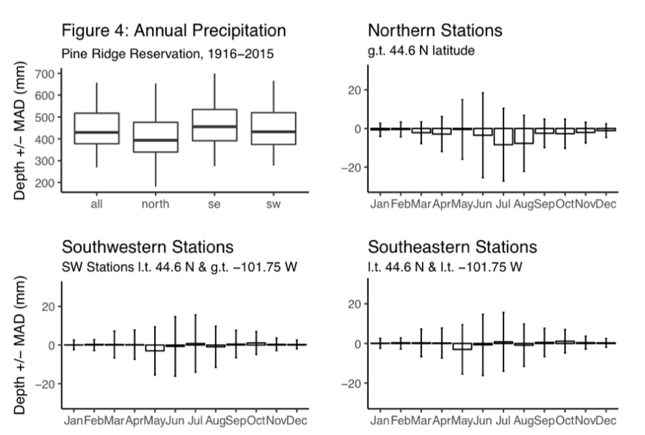 Figure 4: Annual Precipitation
Pine Ridge Reservation, 1916−2015
Depth +/− MAD (mm)
700
600
500
400
300
200
all north se sw
Northern Stations
g.t. 44.6 N latitude
20
0
−20
Jan Feb Mar Apr May Jun Jul Aug Sep Oct Nov Dec
Southwestern Stations
SW Stations l.t. 44.6 N & g.t. −101.75 W
Depth +/− MAD (mm)
20
0
−20
Jan Feb Mar Apr May Jun Jul Aug Sep Oct Nov Dec
Southeastern Stations
l.t. 44.6 N & l.t. −101.75 W
20
0
−20
Jan Feb Mar Apr May Jun Jul Aug Sep Oct Nov Dec